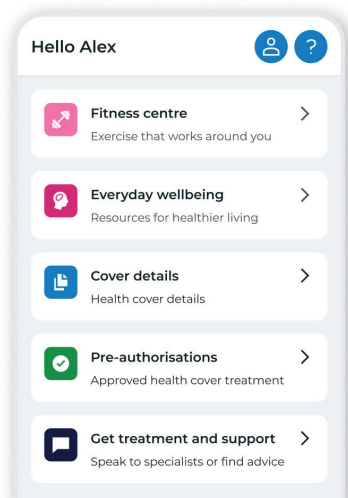 Hello Alex
?
Fitness centre
Exercise that works around you
Everyday wellbeing
Resources for healthier living
Cover details
Health cover details
Pre-authorisations
Approved health cover treatment
Get treatment and support
Speak to specialists or find advice